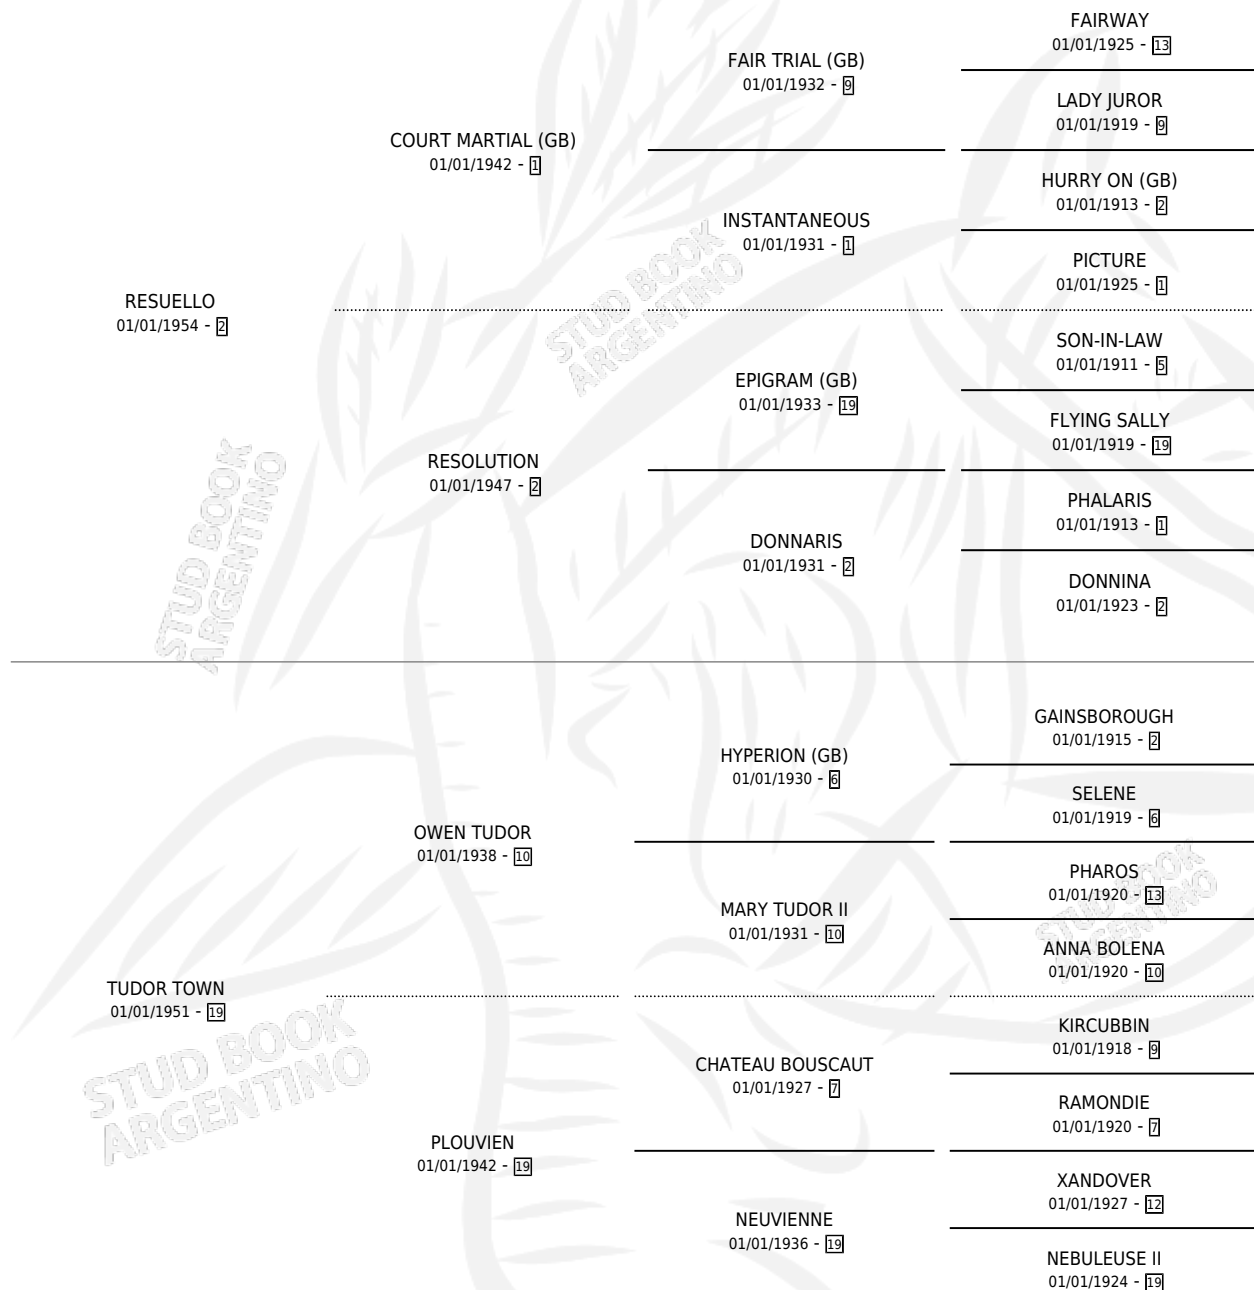 FAIRWAY
01/01/1925 - 13
FAIR TRIAL (GB)
01/01/1932 - 9
LADY JUROR
01/01/1919 - 9
COURT MARTIAL (GB)
01/01/1942 - 1
HURRY ON (GB)
01/01/1913 - 2
INSTANTANEOUS
01/01/1931 - 1
PICTURE
01/01/1925 - 1
RESUELLO
01/01/1954 - 2
SON-IN-LAW
01/01/1911 - 5
EPIGRAM (GB)
01/01/1933 - 19
FLYING SALLY
01/01/1919 - 19
RESOLUTION
01/01/1947 - 2
PHALARIS
01/01/1913 - 1
DONNARIS
01/01/1931 - 2
DONNINA
01/01/1923 - 2
GAINSBOROUGH
01/01/1915 - 2
HYPERION (GB)
01/01/1930 - 6
SELENE
01/01/1919 - 6
OWEN TUDOR
01/01/1938 - 10
PHAROS
01/01/1920 - 13
MARY TUDOR II
01/01/1931 - 10
ANNA BOLENA
01/01/1920 - 10
TUDOR TOWN
01/01/1951 - 19
KIRCUBBIN
01/01/1918 - 9
CHATEAU BOUSCAUT
01/01/1927 - 7
RAMONDIE
01/01/1920 - 7
PLOUVIEN
01/01/1942 - 19
XANDOVER
01/01/1927 - 12
NEUVIENNE
01/01/1936 - 19
NEBULEUSE II
01/01/1924 - 19
STUD BOOK
ARGENTINO
STUD BOOK
ARGENTINO
STUD BOOK
ARGENTINO
STUD BOOK
ARGENTINO